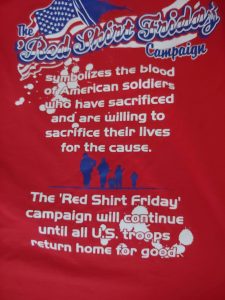 The
'Red Shirt Friday'
Campaign
symbolizes the blood
of American soldiers
who have sacrificed
and are willing to
sacrifice their lives
for the cause.
The 'Red Shirt Friday'
campaign will continue
until all U.S. troops
return home for good.